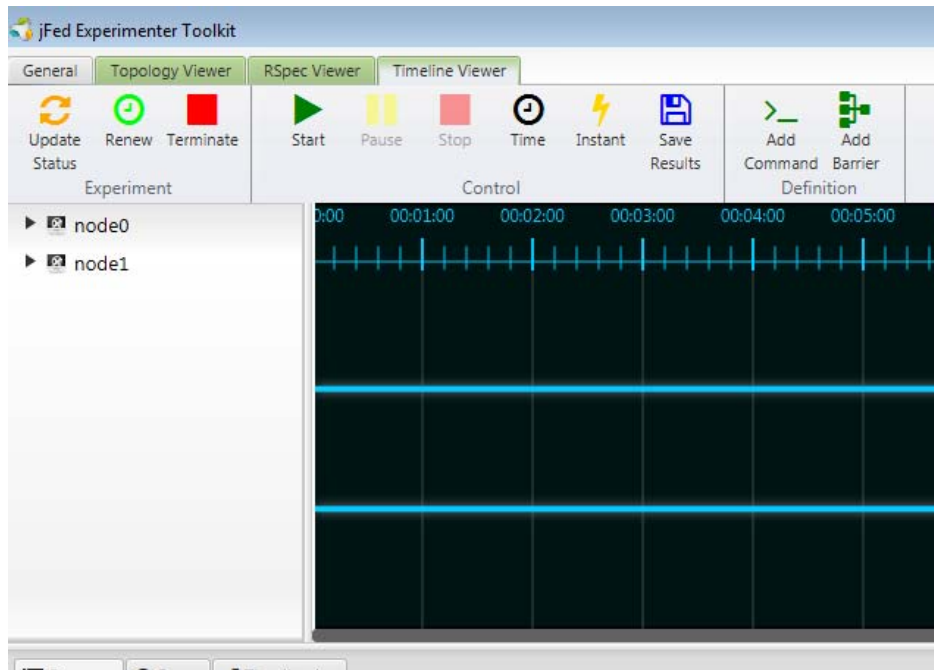 jFed Experimenter Toolkit
General Topology Viewer RSpec Viewer Timeline Viewer
Update Status Renew Terminate Start Pause Stop Time Instant Save Results Add Command Add Barrier
Experiment Control Definition
0:00 00:01:00 00:02:00 00:03:00 00:04:00 00:05:00
node0
node1